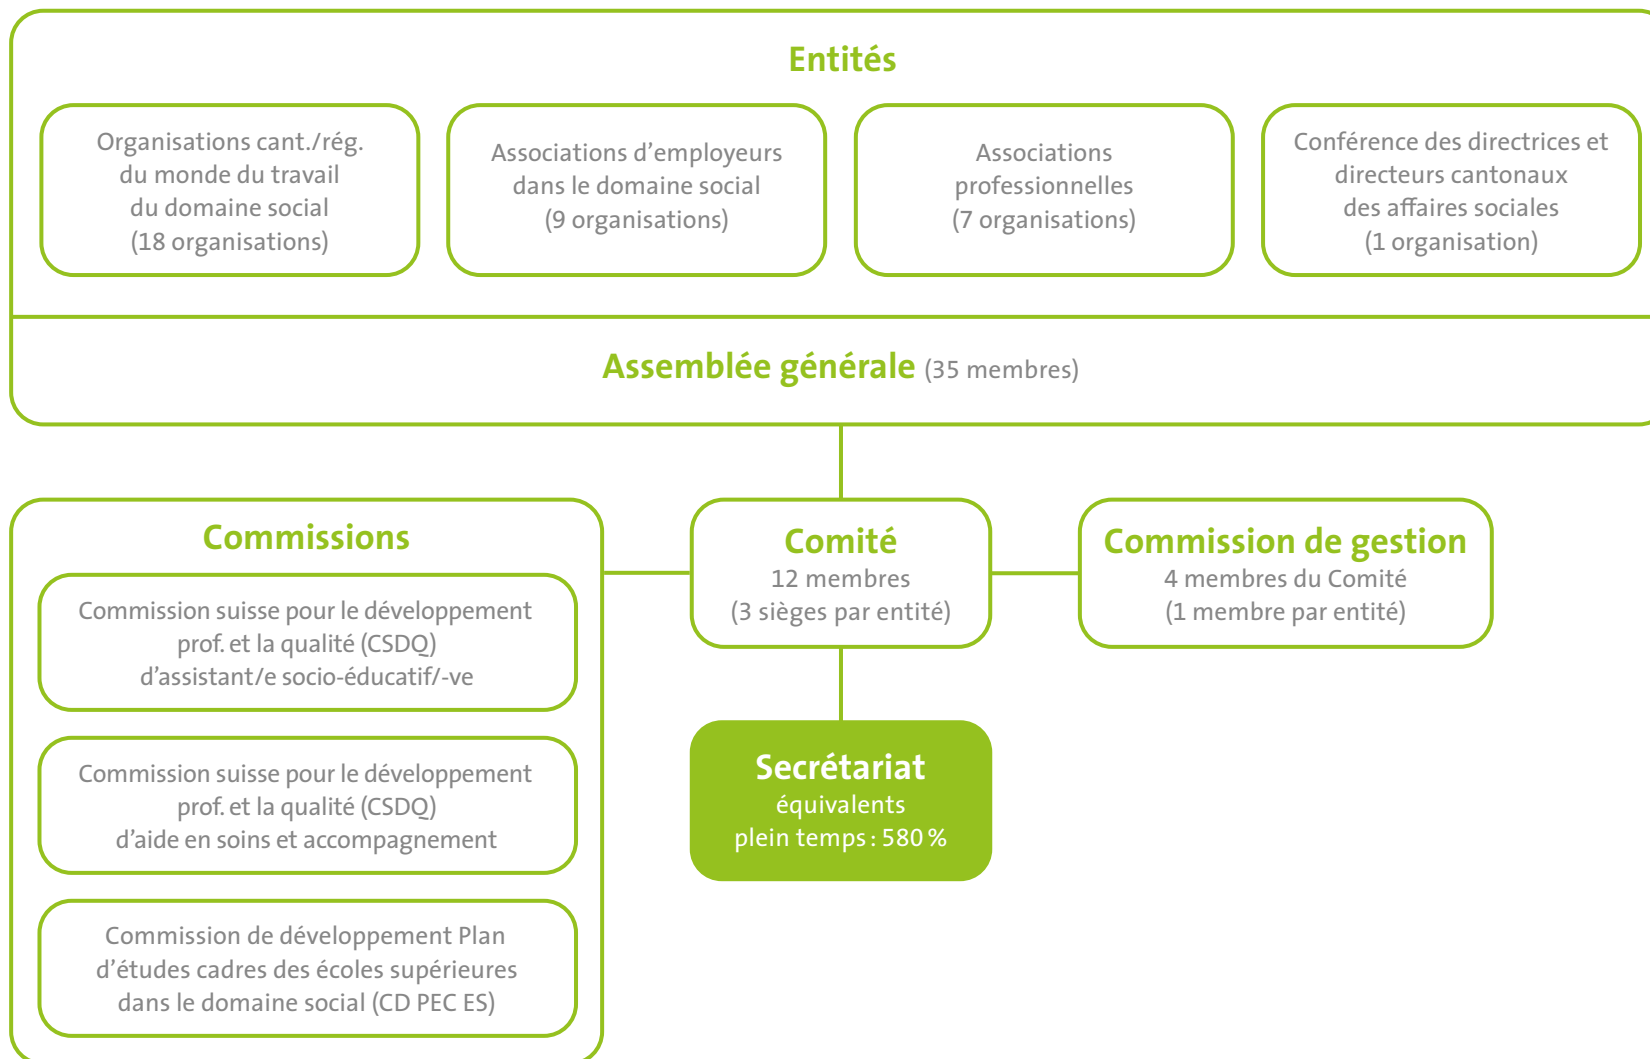 Entités
Organisations cant./rég.
du monde du travail
du domaine social
(18 organisations)
Associations d’employeurs
dans le domaine social
(9 organisations)
Associations
professionnelles
(7 organisations)
Conférence des directrices et
directeurs cantonaux
des affaires sociales
(1 organisation)
Assemblée générale (35 membres)
Commissions
Commission suisse pour le développement
prof. et la qualité (CSDQ)
d’assistant/e socio-éducatif/-ve
Commission suisse pour le développement
prof. et la qualité (CSDQ)
d’aide en soins et accompagnement
Commission de développement Plan
d’études cadres des écoles supérieures
dans le domaine social (CD PEC ES)
Comité
12 membres
(3 sièges par entité)
Commission de gestion
4 membres du Comité
(1 membre par entité)
Secrétariat
équivalents
plein temps : 580 %